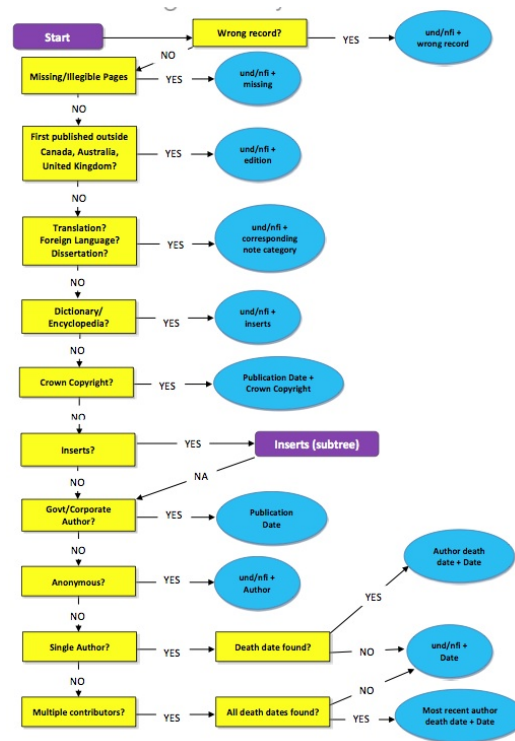 Start
Wrong record?
YES
und/nfi +
wrong record
NO
Missing/Illegible Pages
YES
und/nfi +
missing
NO
First published outside
Canada, Australia,
United Kingdom?
YES
und/nfi +
edition
NO
Translation?
Foreign Language?
Dissertation?
YES
und/nfi +
corresponding
note category
NO
Dictionary/
Encyclopedia?
YES
und/nfi +
Inserts
NO
Crown Copyright?
YES
Publication Date +
Crown Copyright
NO
Inserts?
YES
Inserts (subtree)
NA
NO
Govt/Corporate
Author?
YES
Publication
Date
NO
Anonymous?
YES
und/nfi +
Author
NO
Single Author?
YES
Death date found?
YES
Author death
date + Date
NO
und/nfi +
Date
NO
Multiple contributors?
YES
All death dates found?
NO
YES
Most recent author
death date + Date